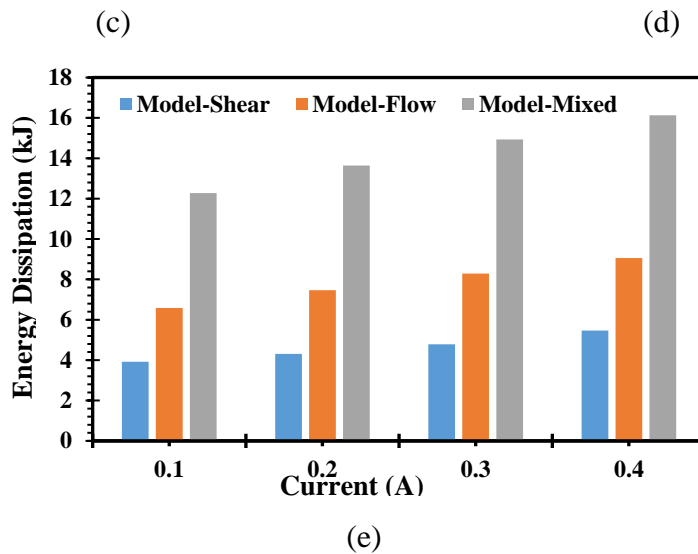 (c) (d)
18
Model-Shear Model-Flow Model-Mixed
16
14
12
10
8
6
4
2
0
Energy Dissipation (kJ)
0.1 0.2 0.3 0.4
Current (A)
(e)